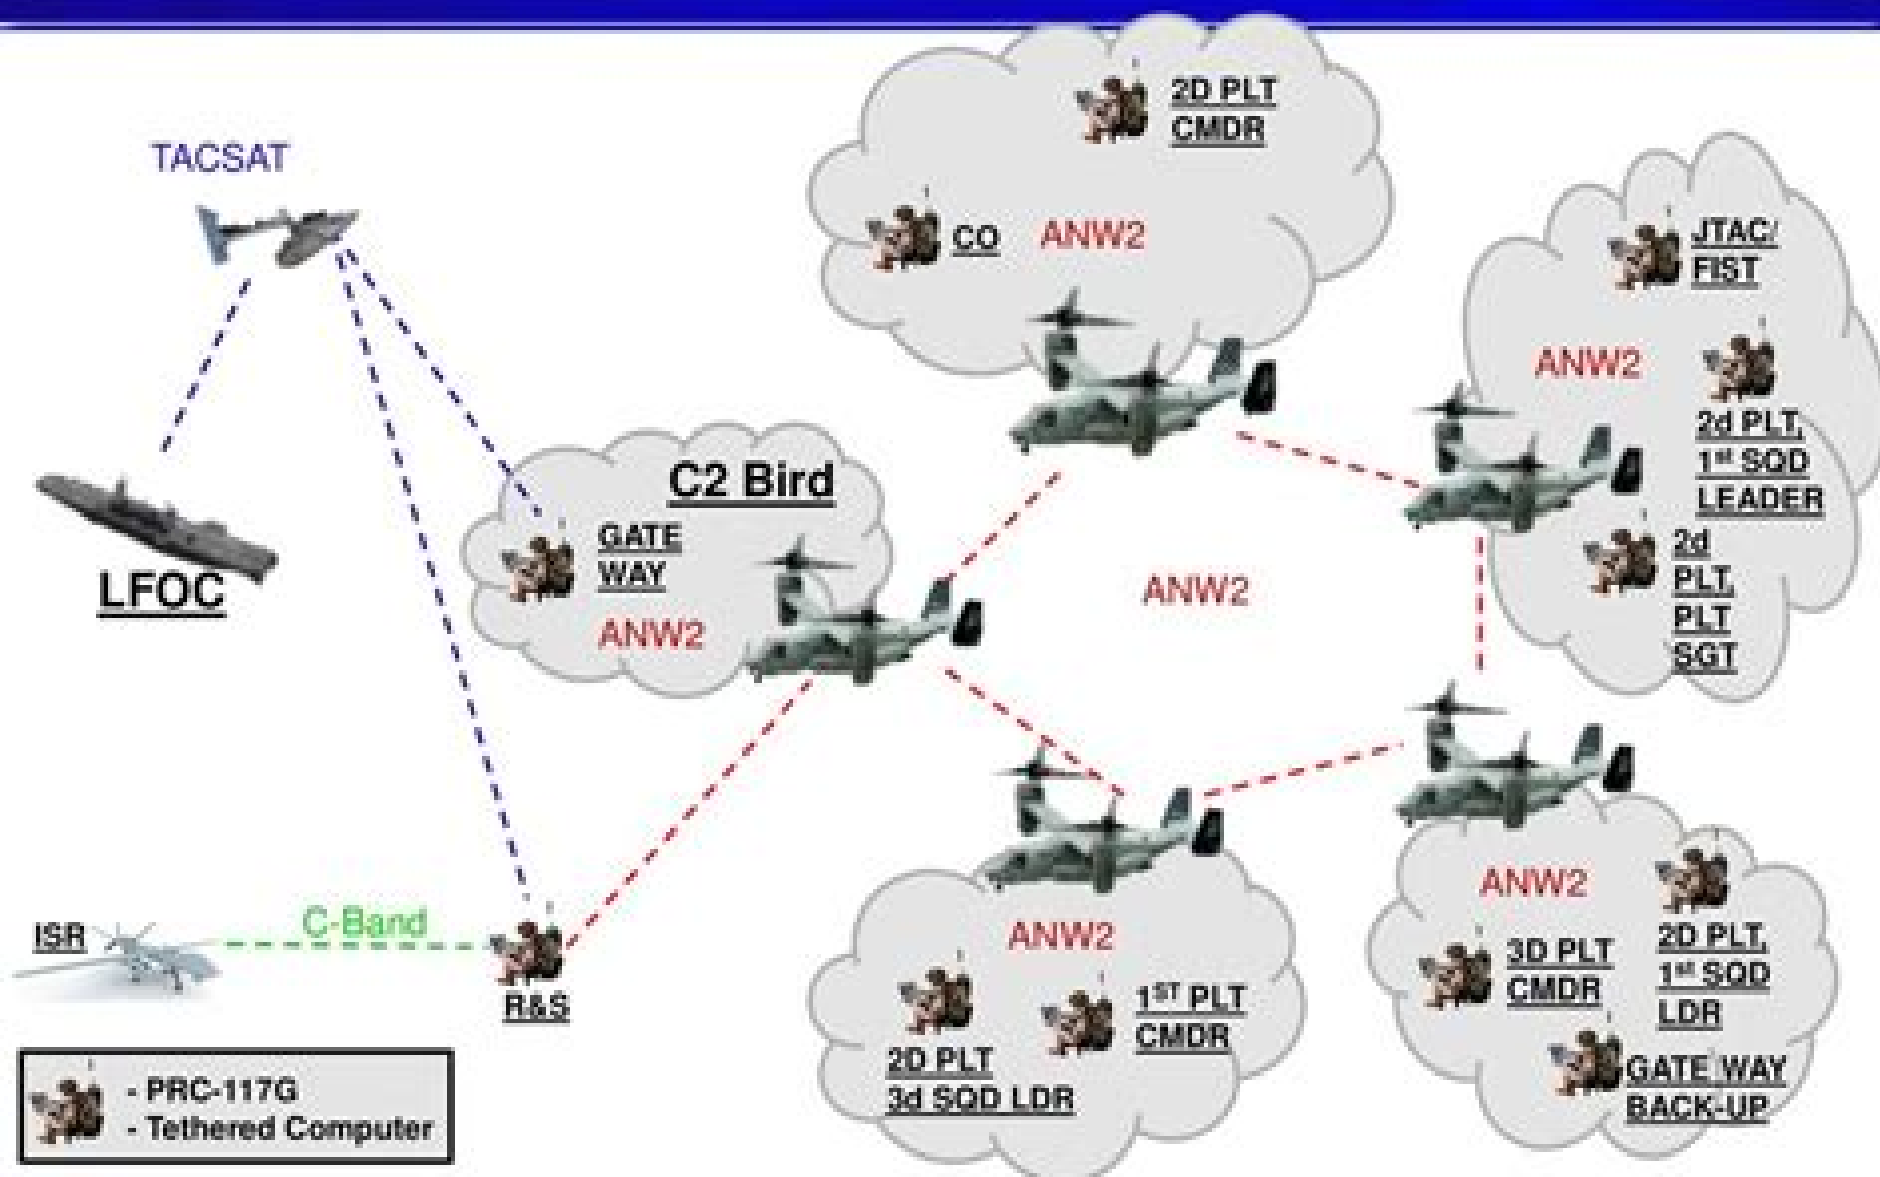 TACSAT
LFOC
C2 Bird
GATE
WAY
ANW2
2D PLT
CMDR
CO
ANW2
JTAC/
FIST
ANW2
2d PLT,
1st SQD
LEADER
2d
PLT,
PLT
SGT
ANW2
ISR
C-Band
R&S
ANW2
2D PLT
3d SQD LDR
1ST PLT
CMDR
ANW2
3D PLT
CMDR
2D PLT,
1st SQD
LDR
GATE WAY
BACK-UP
- PRC-117G
- Tethered Computer